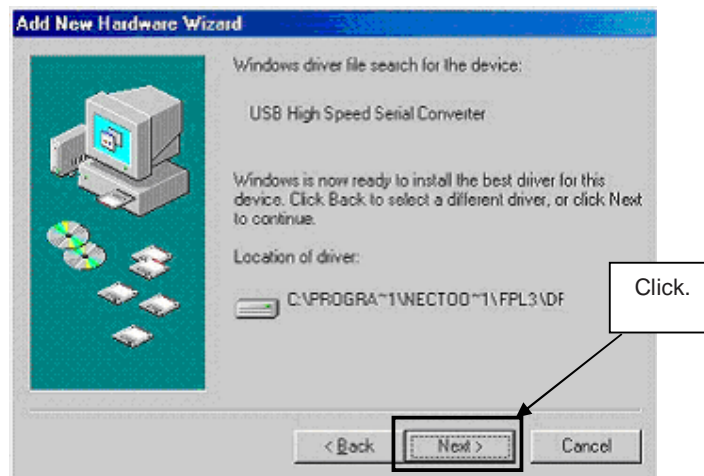 Add New Hardware Wizard
Windows driver file search for the device:
USB High Speed Serial Converter
Windows is now ready to install the best driver for this
device. Click Back to select a different driver, or click Next
to continue.
Location of driver:
C:\PROGRA~1\NECTOO~1\FPL3\DF
Click.
< Back
Next >
Cancel